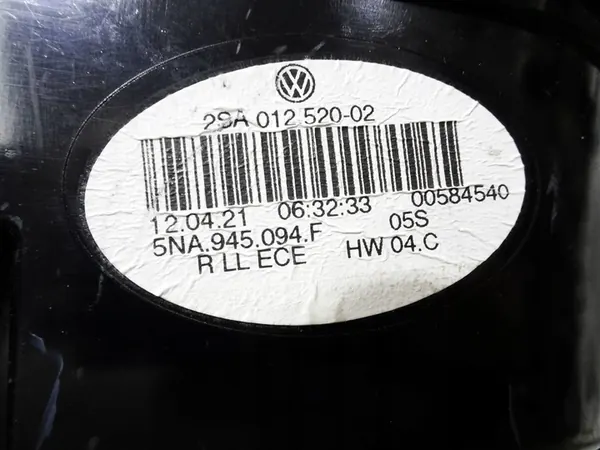 2SA 012 520-02
12.04.21 06:32:33 00584540
5NA.945.094.F 05S
R LL ECE HW 04.C